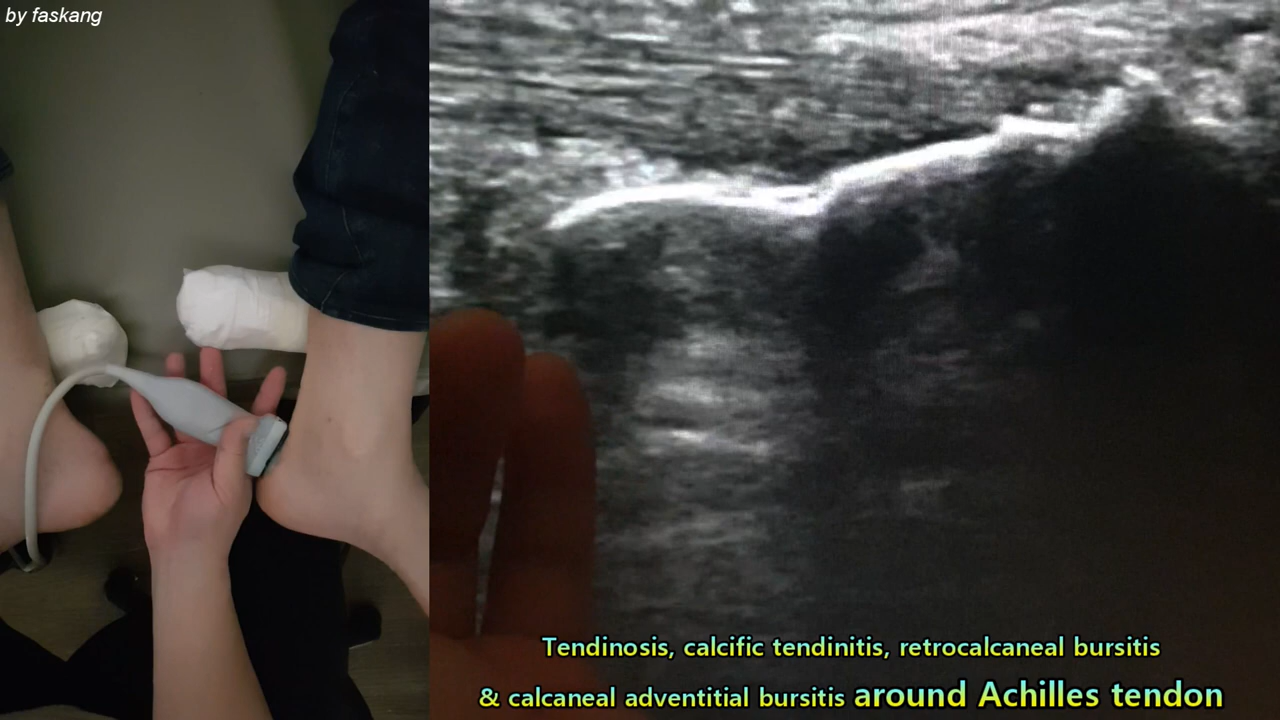 by faskang
Tendinosis, calcific tendinitis, retrocalcaneal bursitis
& calcaneal adventitial bursitis around Achilles tendon